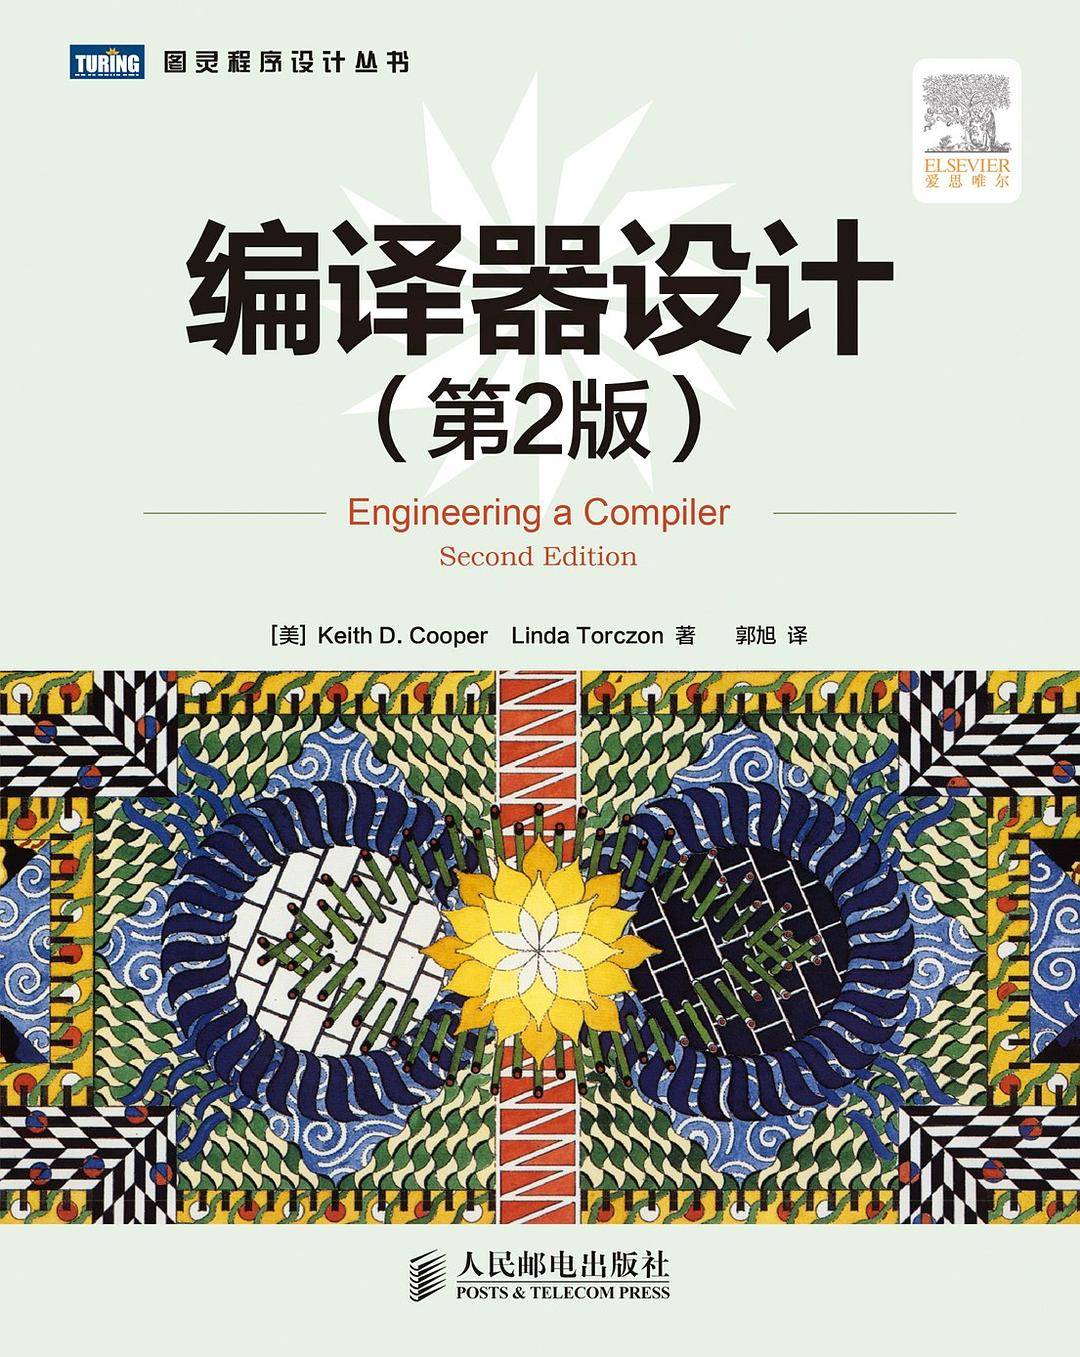 TURING 图灵程序设计丛书
ELSEVIER
爱思唯尔
编译器设计
（第2版）
Engineering a Compiler
Second Edition
[美] Keith D. Cooper Linda Torczon 著 郭旭 译
人民邮电出版社
POSTS & TELECOM PRESS